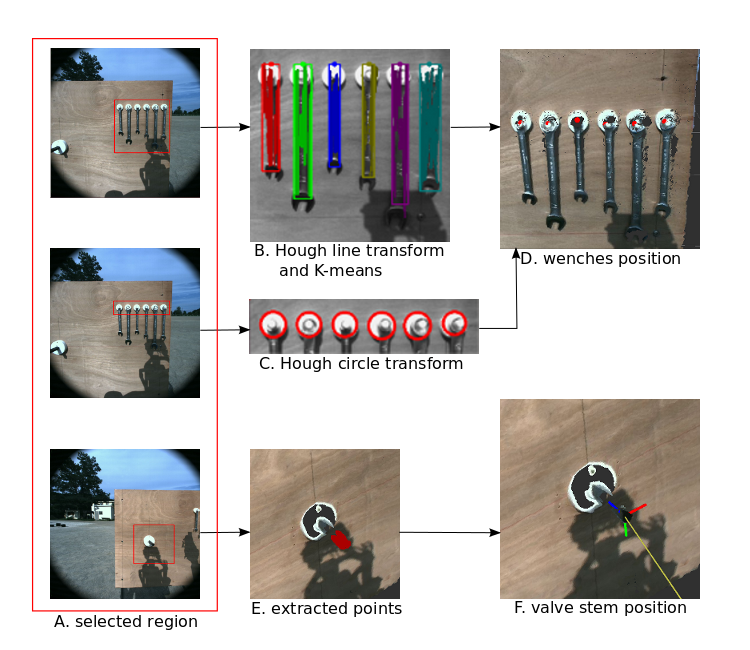 B. Hough line transform
and K-means
D. wenches position
C. Hough circle transform
A. selected region
E. extracted points
F. valve stem position